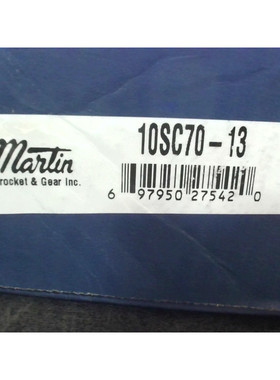 Martin
rocket & Gear Inc.
10SC70-13
6 97950 27542 0